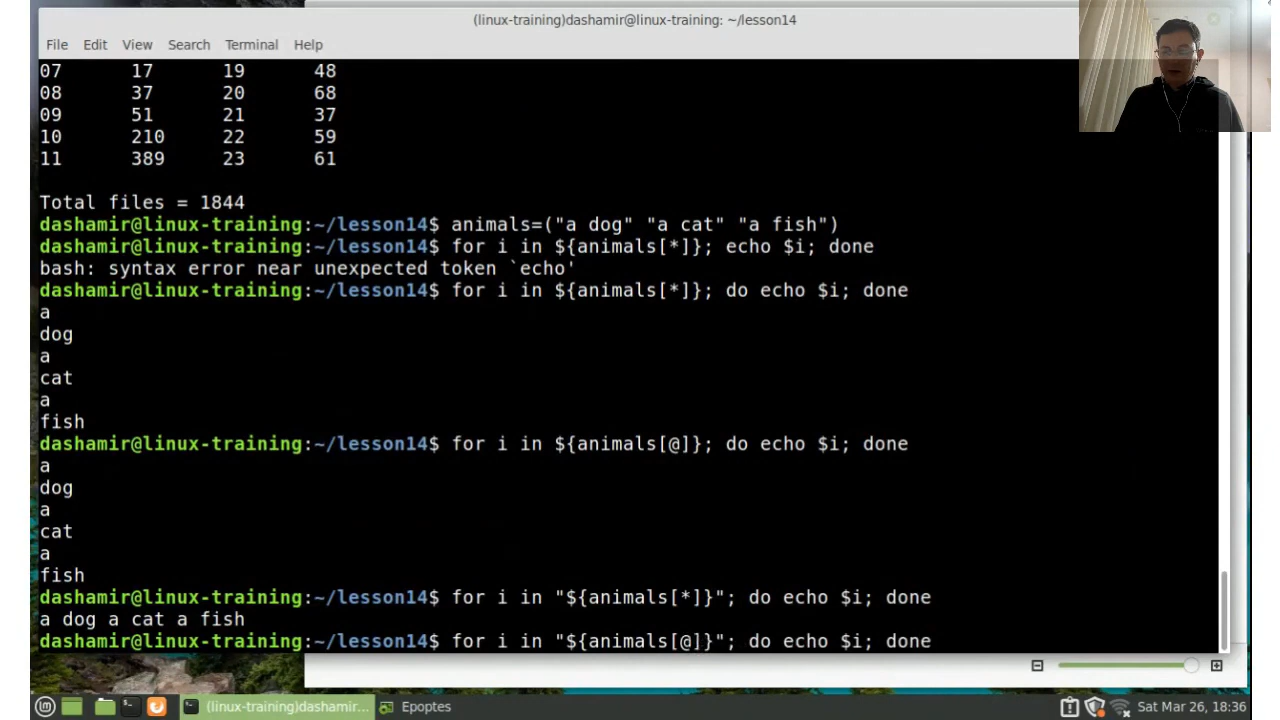 (linux-training)dashamir@linux-training: ~/lesson14
File Edit View Search Terminal Help
07 17 19 48
08 37 20 68
09 51 21 37
10 210 22 59
11 389 23 61
Total files = 1844
dashamir@linux-training:~/lesson14$ animals=("a dog" "a cat" "a fish")
dashamir@linux-training:~/lesson14$ for i in ${animals[*]}; echo $i; done
bash: syntax error near unexpected token `echo'
dashamir@linux-training:~/lesson14$ for i in ${animals[*]}; do echo $i; done
a
dog
a
cat
a
fish
dashamir@linux-training:~/lesson14$ for i in ${animals[@]}; do echo $i; done
a
dog
a
cat
a
fish
dashamir@linux-training:~/lesson14$ for i in "${animals[*]}"; do echo $i; done
a dog a cat a fish
dashamir@linux-training:~/lesson14$ for i in "${animals[@]}"; do echo $i; done
(linux-training)dashamir... Epoptes Sat Mar 26, 18:36